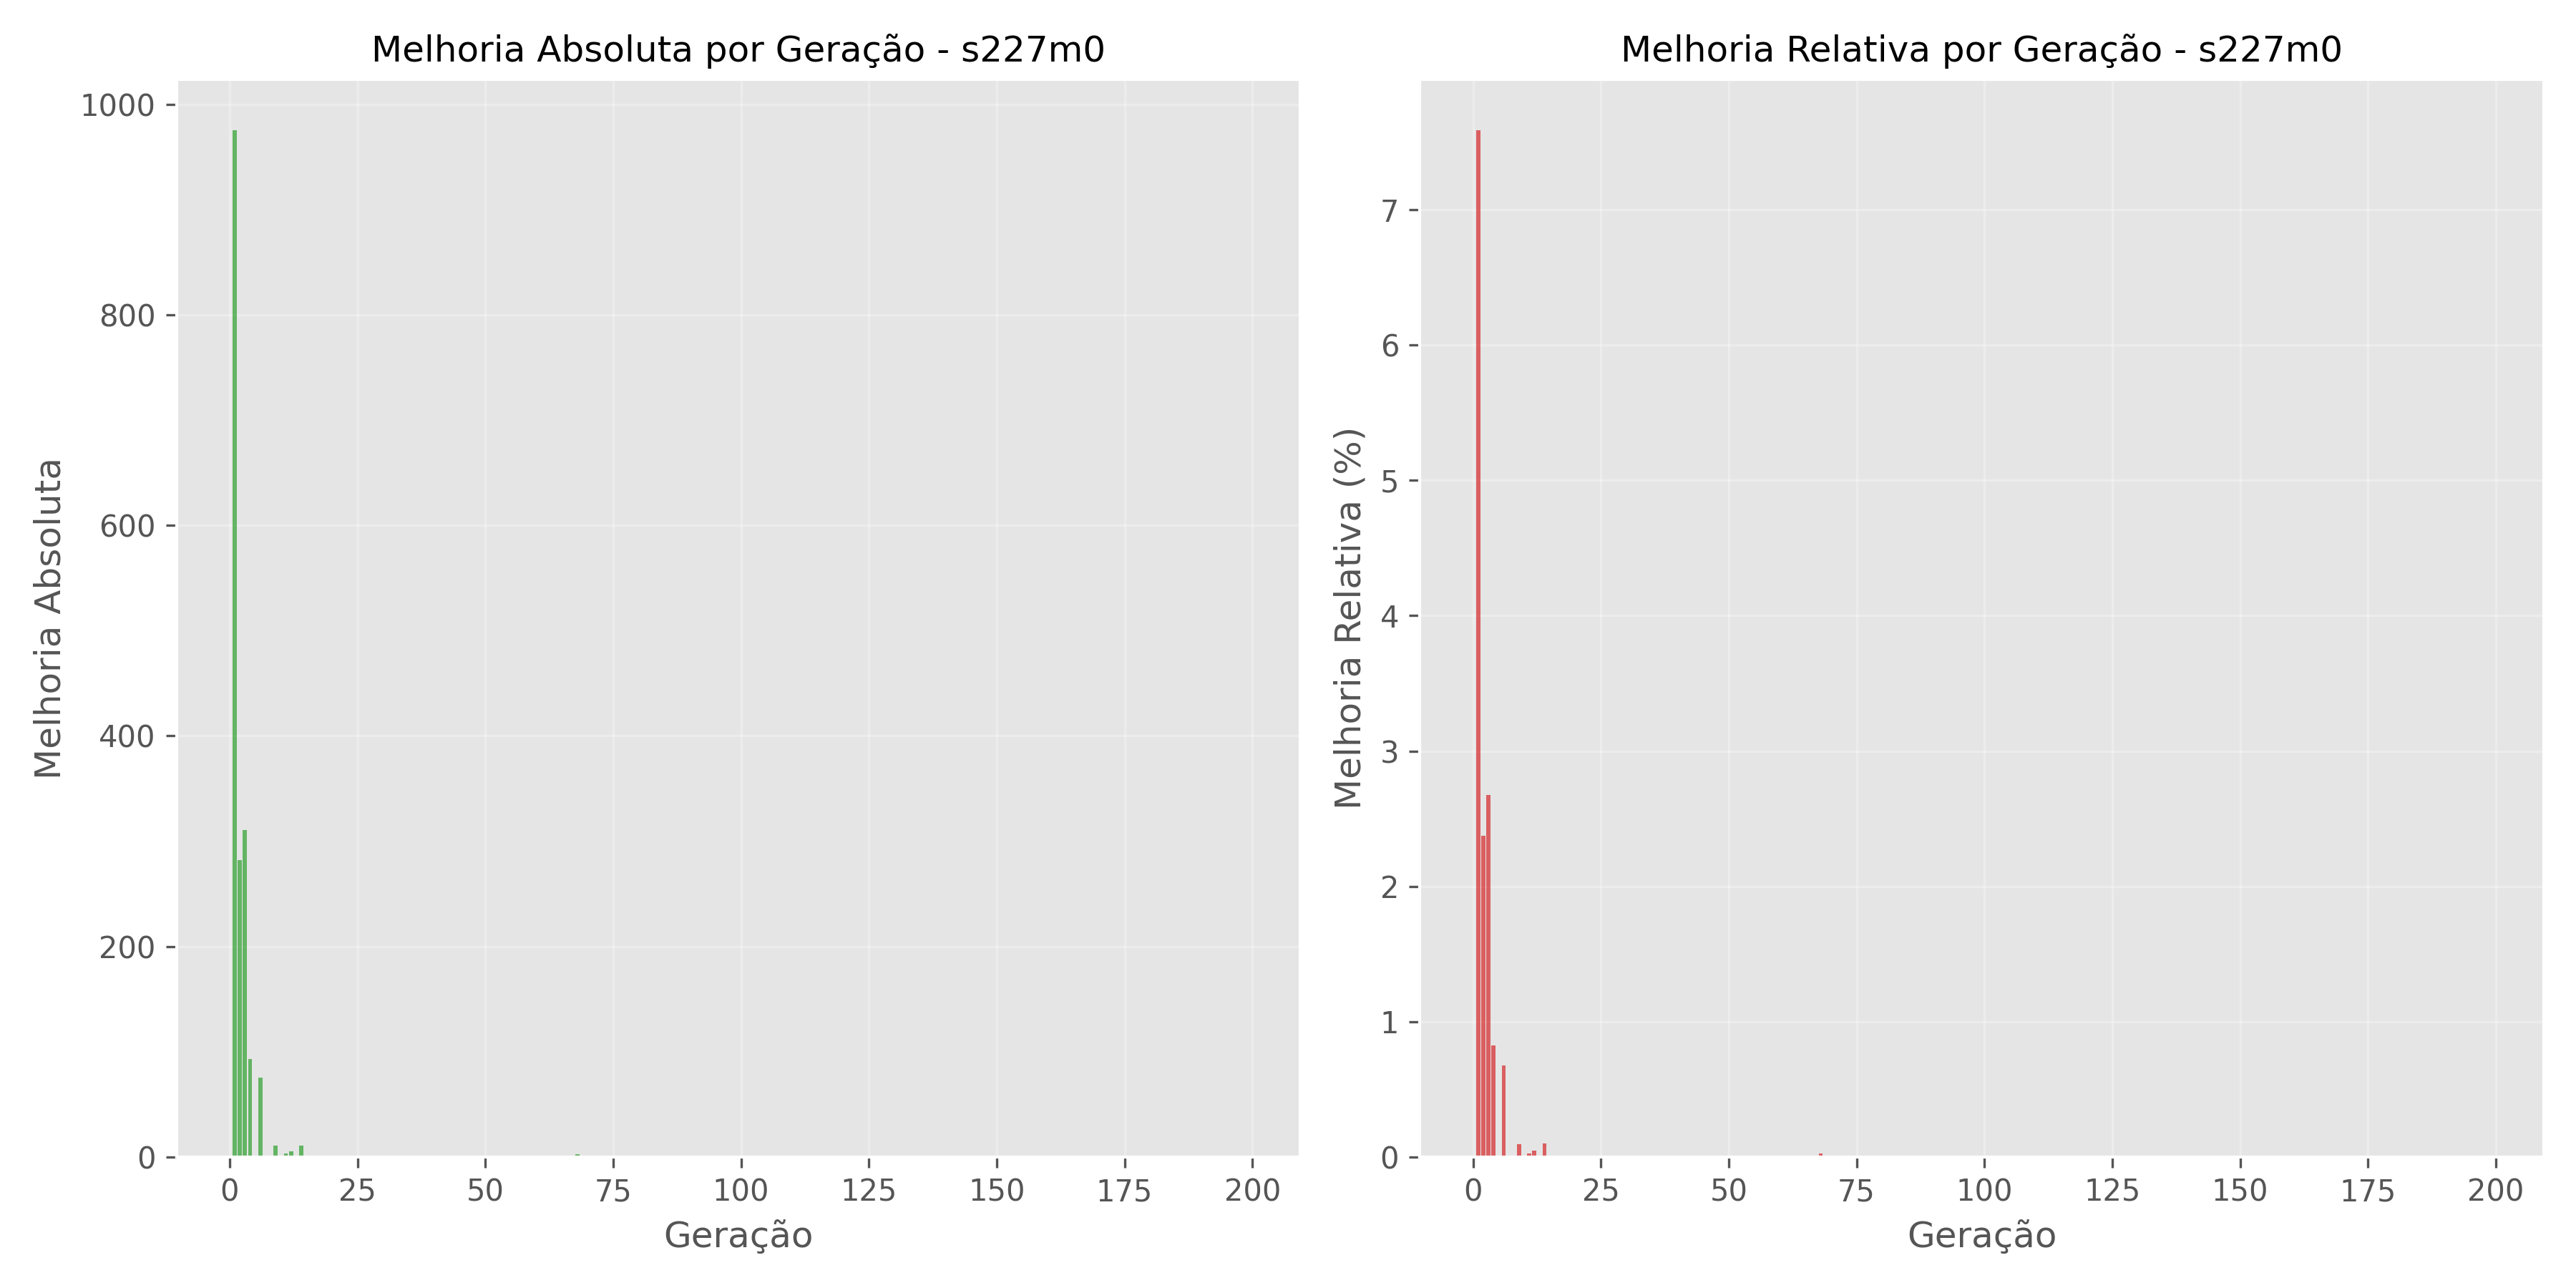 Melhoria Absoluta por Geração - s227m0
1000
800
600
400
200
0
Melhoria Absoluta
0 25 50 75 100 125 150 175 200
Geração
Melhoria Relativa por Geração - s227m0
7
6
5
4
3
2
1
0
Melhoria Relativa (%)
0 25 50 75 100 125 150 175 200
Geração